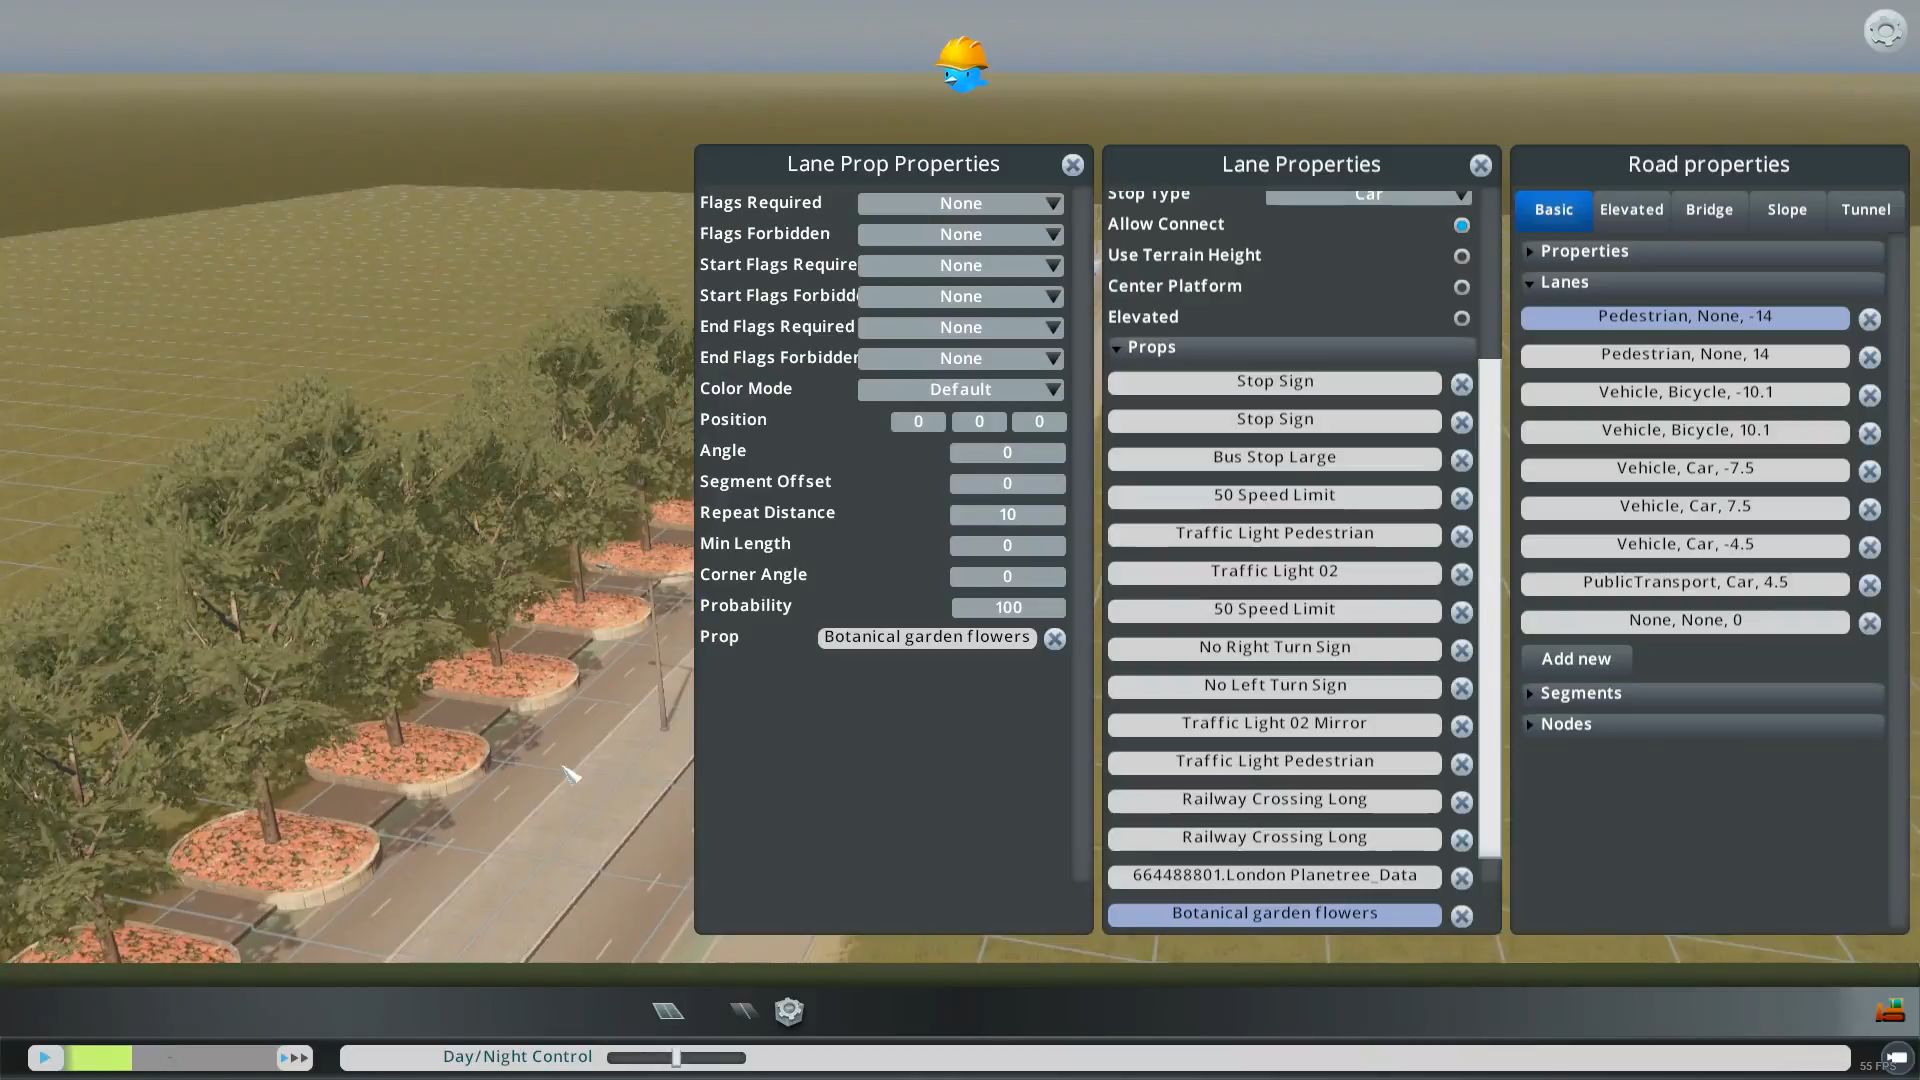 Lane Prop Properties
Flags Required None
Flags Forbidden None
Start Flags Require None
Start Flags Forbidd None
End Flags Required None
End Flags Forbidden None
Color Mode Default
Position 0 0 0
Angle 0
Segment Offset 0
Repeat Distance 10
Min Length 0
Corner Angle 0
Probability 100
Prop Botanical garden flowers
Lane Properties
Stop Type Car
Allow Connect
Use Terrain Height
Center Platform
Elevated
Props
Stop Sign
Stop Sign
Bus Stop Large
50 Speed Limit
Traffic Light Pedestrian
Traffic Light 02
50 Speed Limit
No Right Turn Sign
No Left Turn Sign
Traffic Light 02 Mirror
Traffic Light Pedestrian
Railway Crossing Long
Railway Crossing Long
664488801.London Planetree_Data
Botanical garden flowers
Road properties
Basic Elevated Bridge Slope Tunnel
Properties
Lanes
Pedestrian, None, -14
Pedestrian, None, 14
Vehicle, Bicycle, -10.1
Vehicle, Bicycle, 10.1
Vehicle, Car, -7.5
Vehicle, Car, 7.5
Vehicle, Car, -4.5
PublicTransport, Car, 4.5
None, None, 0
Add new
Segments
Nodes
-
Day/Night Control
55 FPS